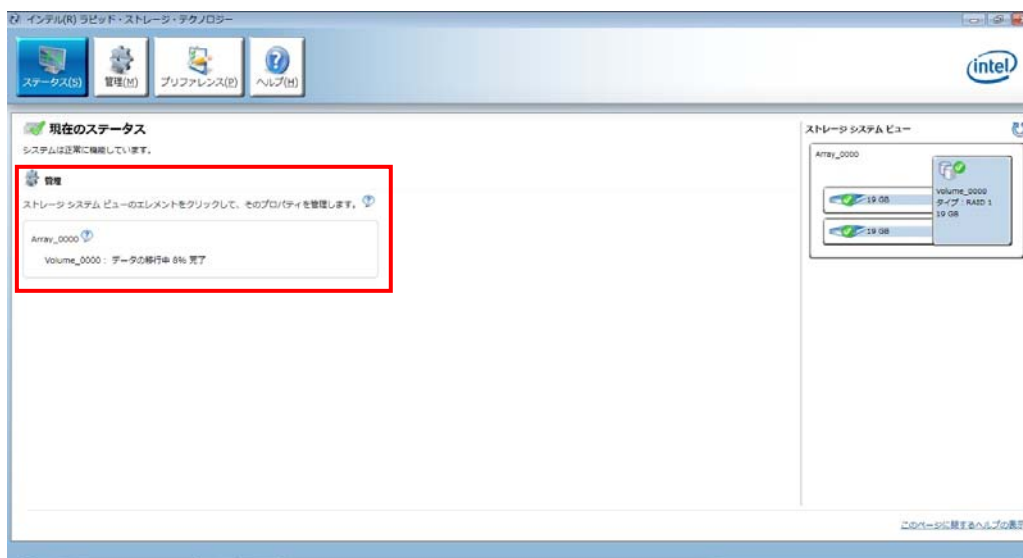 インテル(R) ラピッド・ストレージ・テクノロジー
ステータス(S)
管理(M)
プリファレンス(P)
ヘルプ(H)
intel
現在のステータス
システムは正常に機能しています。
管理
ストレージ システム ビューのエレメントをクリックして、そのプロパティを管理します。
Array_0000
Volume_0000: データの移行中 8% 完了
ストレージ システム ビュー
Array_0000
19 GB
19 GB
Volume_0000
タイプ : RAID 1
19 GB
このページに関するヘルプの表示